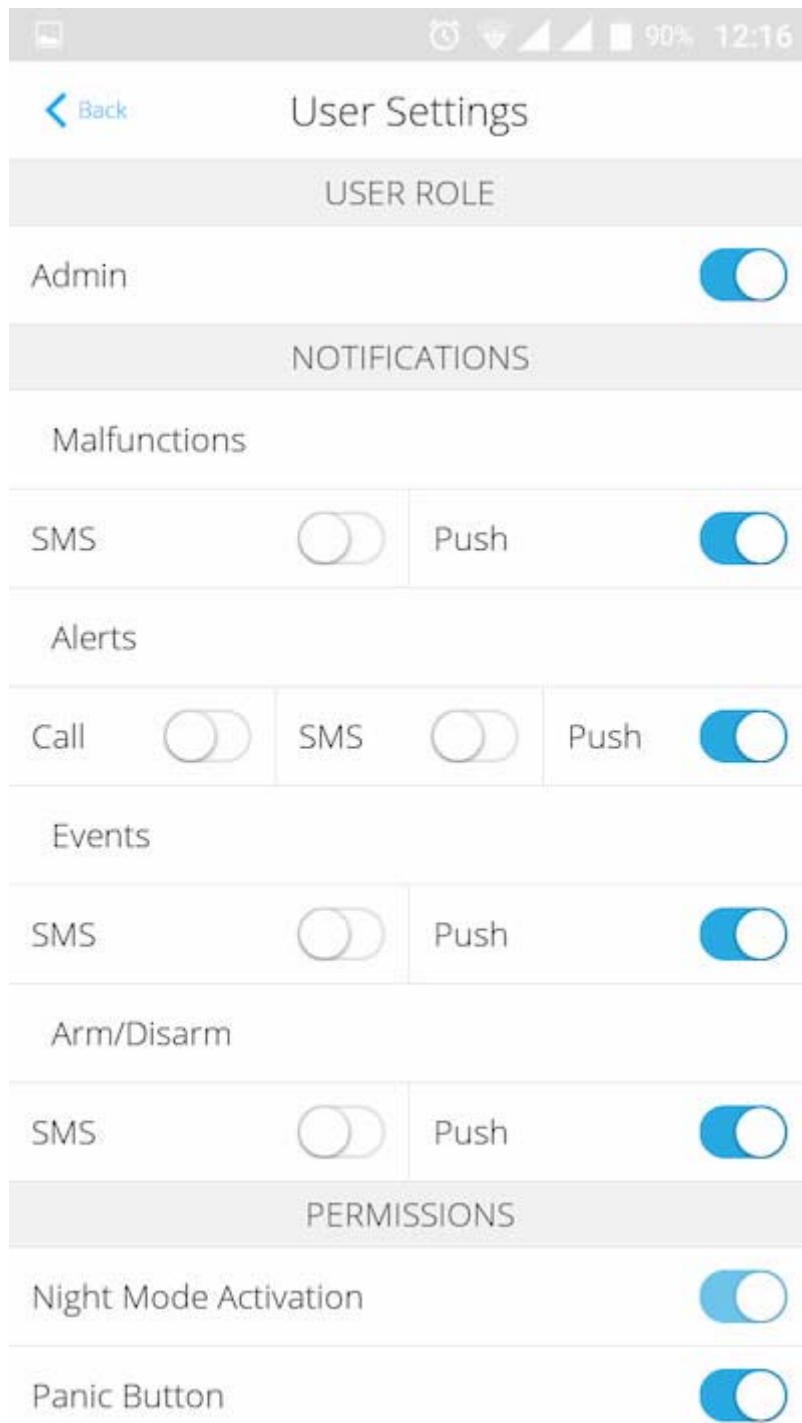 90% 12:16
Back User Settings
USER ROLE
Admin
NOTIFICATIONS
Malfunctions
SMS Push
Alerts
Call SMS Push
Events
SMS Push
Arm/Disarm
SMS Push
PERMISSIONS
Night Mode Activation
Panic Button